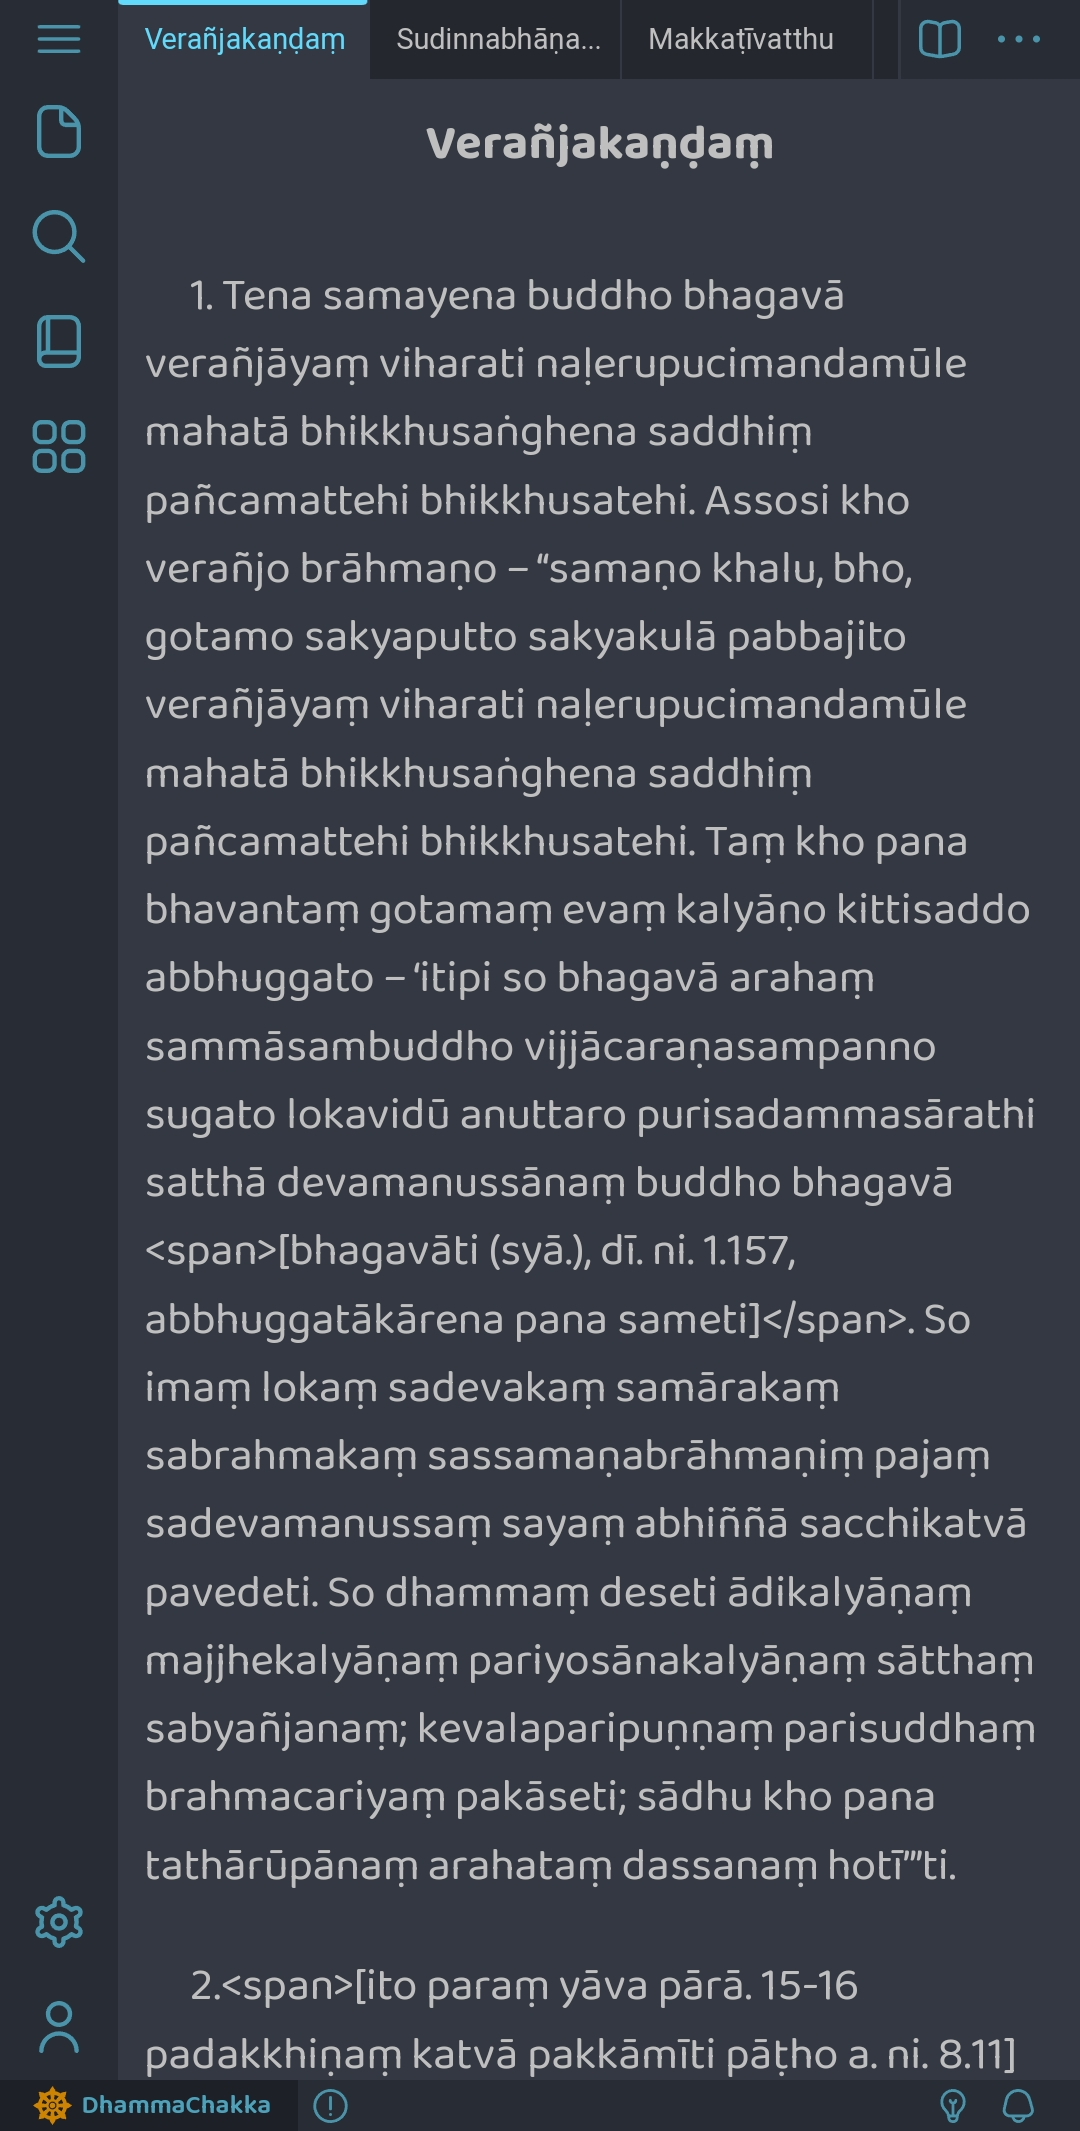 Verañjakaṇḍaṃ
Sudinnabhāṇa...
Makkaṭīvatthu
Verañjakaṇḍaṃ
1. Tena samayena buddho bhagavā
verañjāyaṃ viharati naḷerupucimandamūle
mahatā bhikkhusaṅghena saddhiṃ
pañcamattehi bhikkhusatehi. Assosi kho
verañjo brāhmaṇo – “samaṇo khalu, bho,
gotamo sakyaputto sakyakulā pabbajito
verañjāyaṃ viharati naḷerupucimandamūle
mahatā bhikkhusaṅghena saddhiṃ
pañcamattehi bhikkhusatehi. Taṃ kho pana
bhavantaṃ gotamaṃ evaṃ kalyāṇo kittisaddo
abbhuggato – ‘itipi so bhagavā arahaṃ
sammāsambuddho vijjācaraṇasampanno
sugato lokavidū anuttaro purisadammasārathi
satthā devamanussānaṃ buddho bhagavā
<span>[bhagavāti (syā.), dī. ni. 1.157,
abbhuggatākārena pana sameti]</span>. So
imaṃ lokaṃ sadevakaṃ samārakaṃ
sabrahmakaṃ sassamaṇabrāhmaṇiṃ pajaṃ
sadevamanussaṃ sayaṃ abhiññā sacchikatvā
pavedeti. So dhammaṃ deseti ādikalyāṇaṃ
majjhekalyāṇaṃ pariyosānakalyāṇaṃ sātthaṃ
sabyañjanaṃ; kevalaparipuṇṇaṃ parisuddhaṃ
brahmacariyaṃ pakāseti; sādhu kho pana
tathārūpānaṃ arahataṃ dassanaṃ hotī’”ti.
2.<span>[ito paraṃ yāva pārā. 15-16
padakkhiṇaṃ katvā pakkāmīti pāṭho a. ni. 8.11]
DhammaChakka